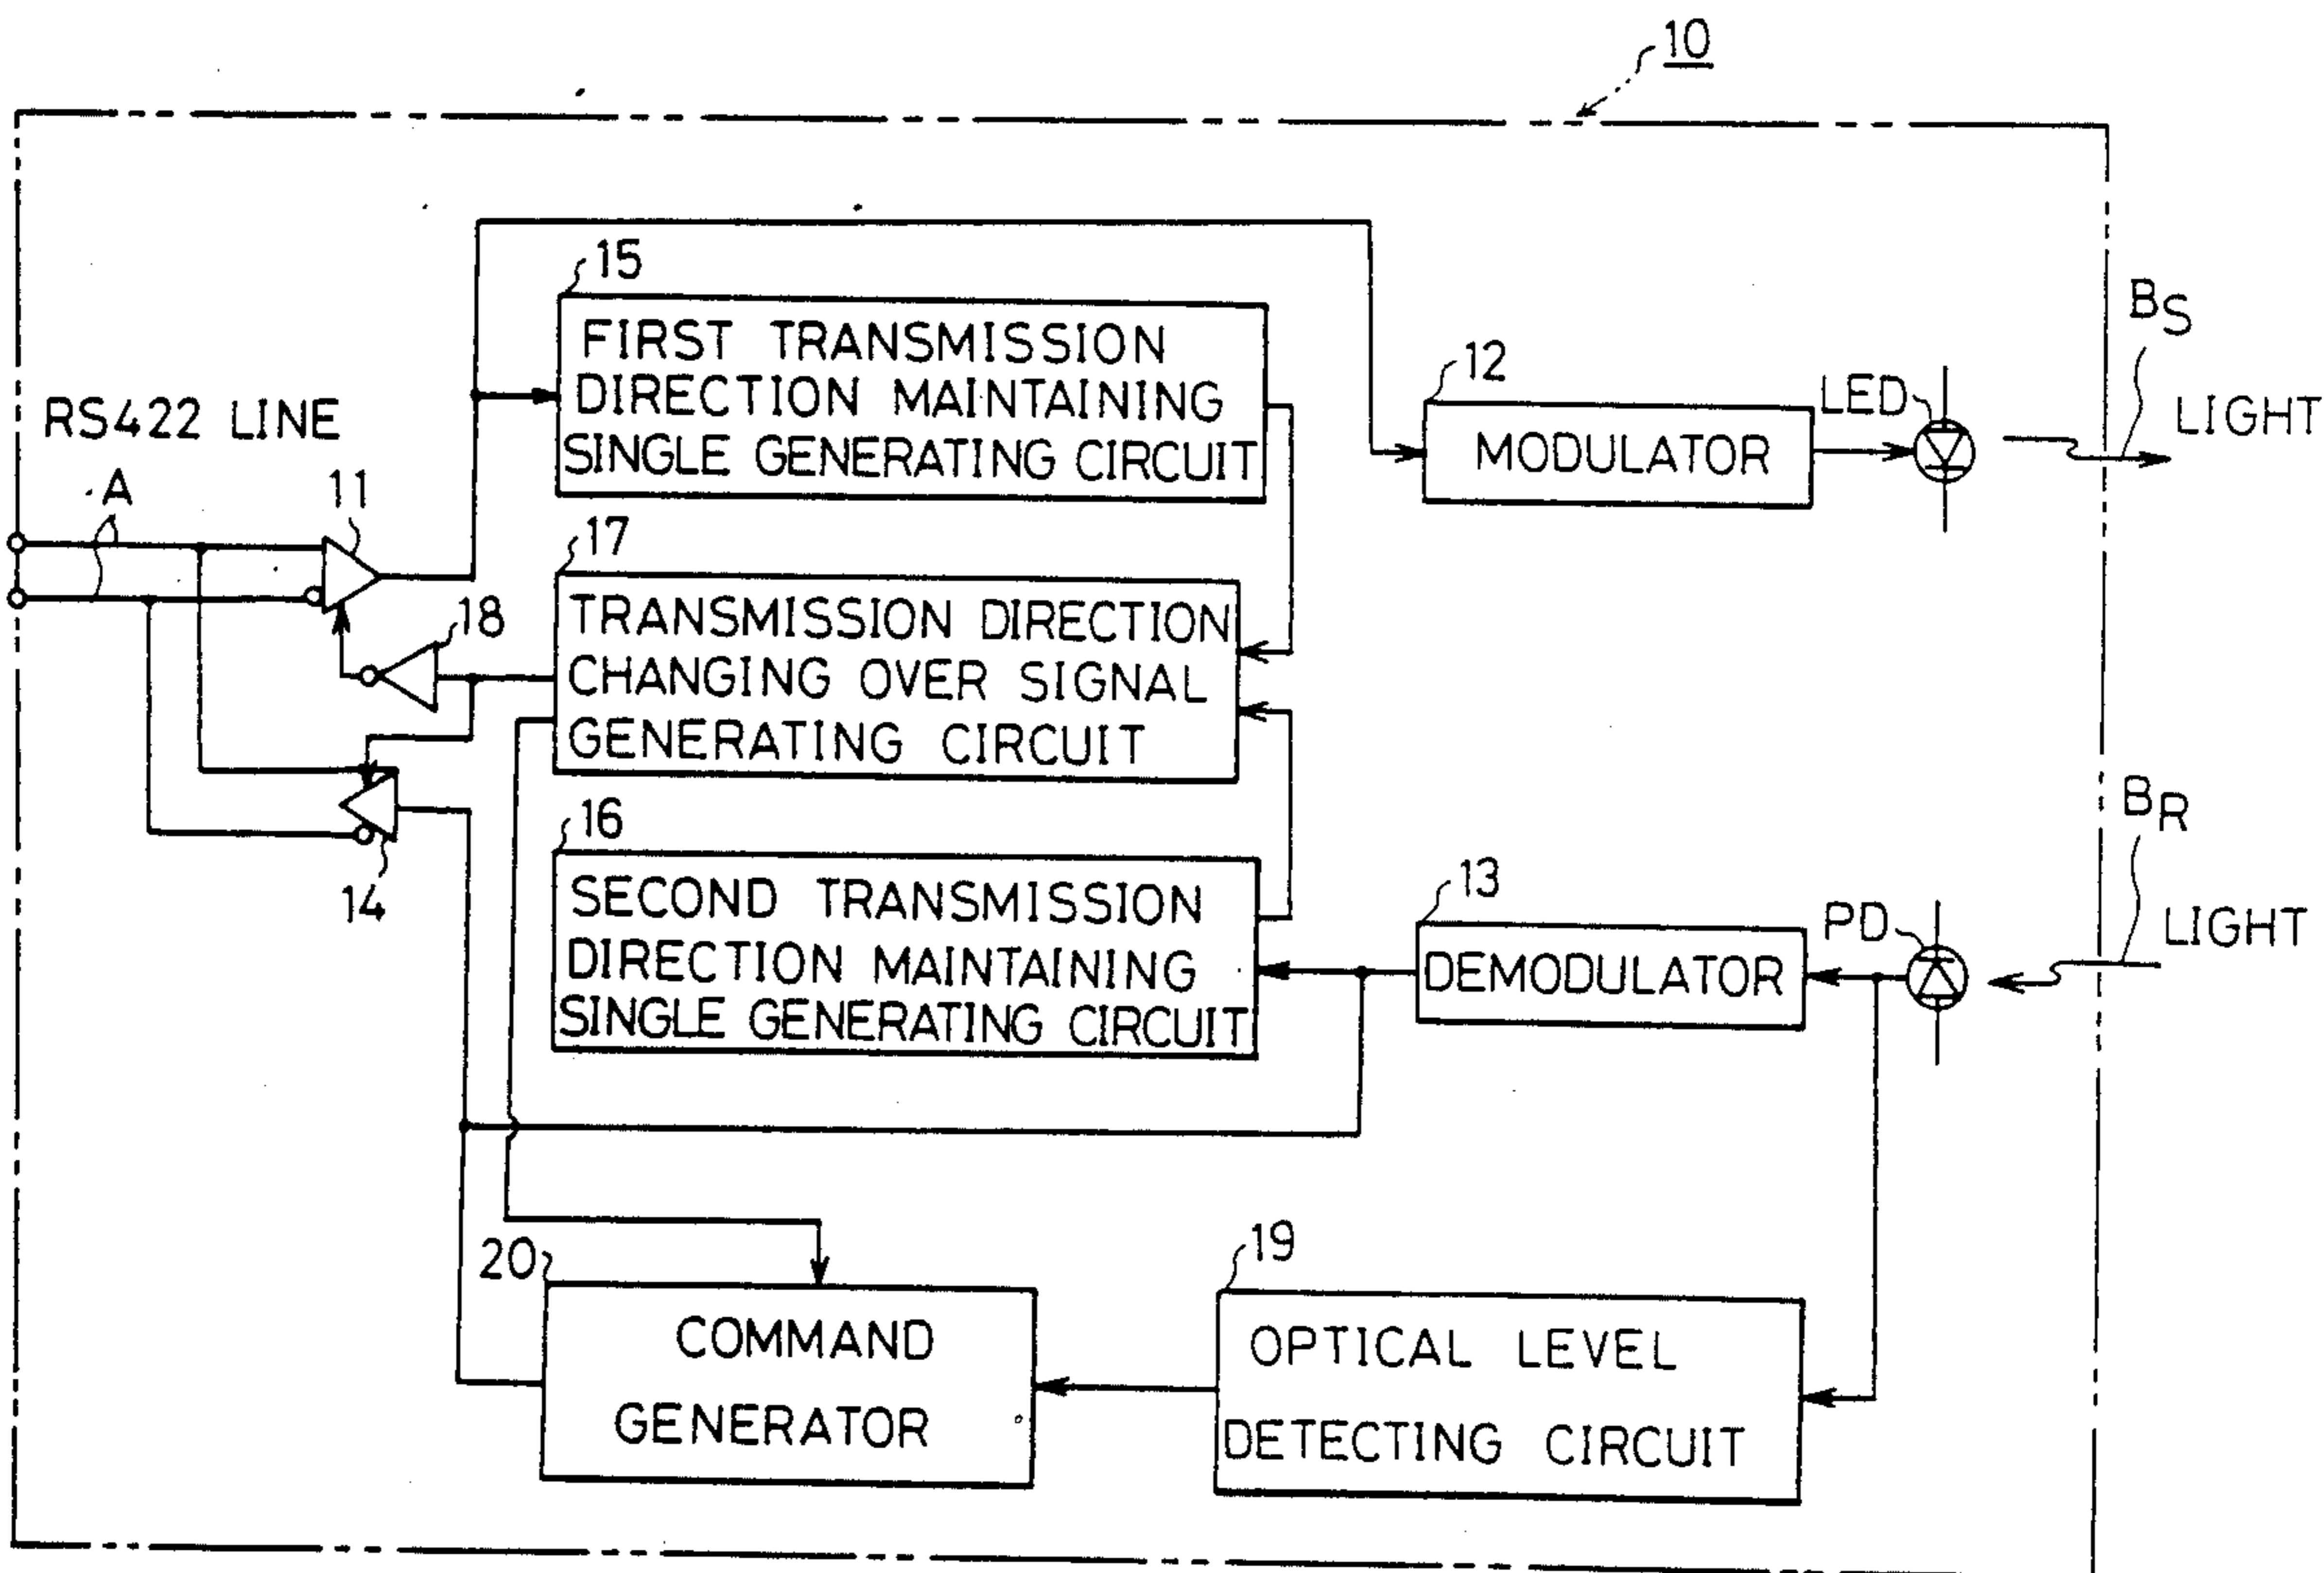 10
15
FIRST TRANSMISSION
DIRECTION MAINTAINING
SINGLE GENERATING CIRCUIT
12
MODULATOR
LED
BS
LIGHT
RS422 LINE
A
11
17
TRANSMISSION DIRECTION
CHANGING OVER SIGNAL
GENERATING CIRCUIT
18
14
16
SECOND TRANSMISSION
DIRECTION MAINTAINING
SINGLE GENERATING CIRCUIT
13
DEMODULATOR
PD
BR
LIGHT
20
COMMAND
GENERATOR
19
OPTICAL LEVEL
DETECTING CIRCUIT